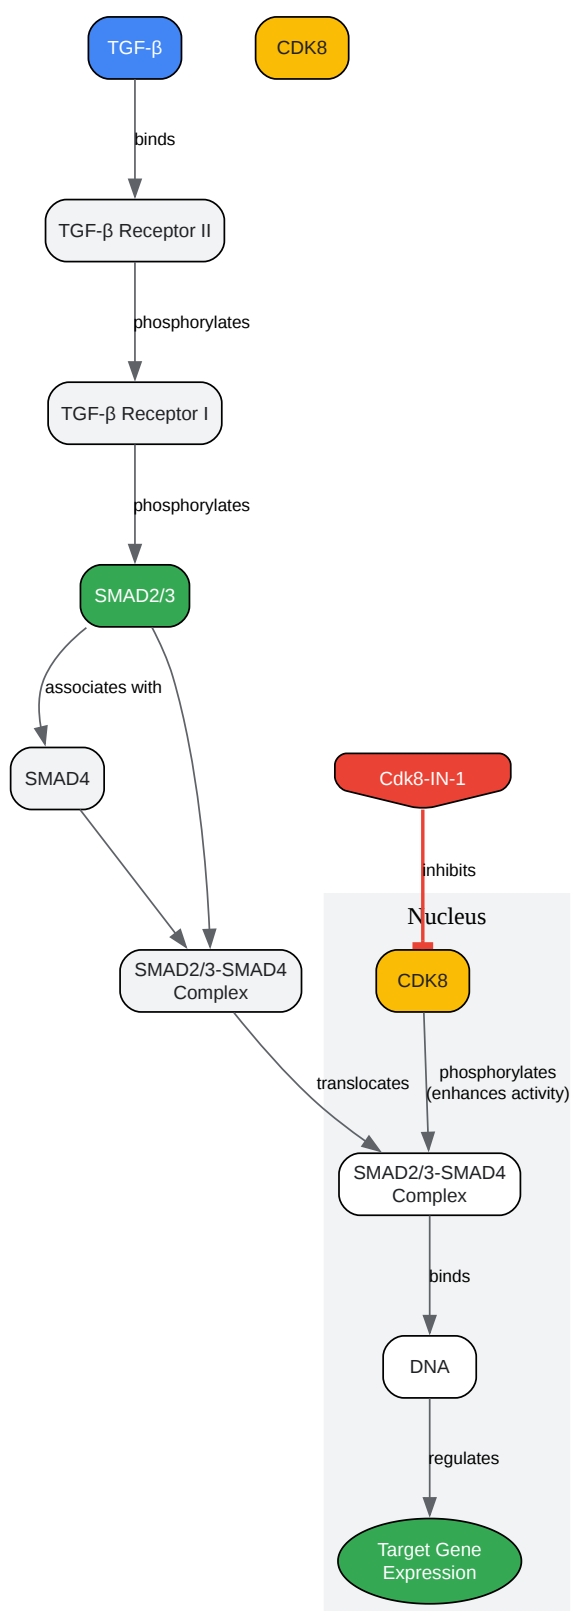 TGF-β
CDK8
binds
TGF-β Receptor II
phosphorylates
TGF-β Receptor I
phosphorylates
SMAD2/3
associates with
SMAD4
Cdk8-IN-1
inhibits
Nucleus
SMAD2/3-SMAD4
Complex
CDK8
translocates
phosphorylates
(enhances activity)
SMAD2/3-SMAD4
Complex
binds
DNA
regulates
Target Gene
Expression